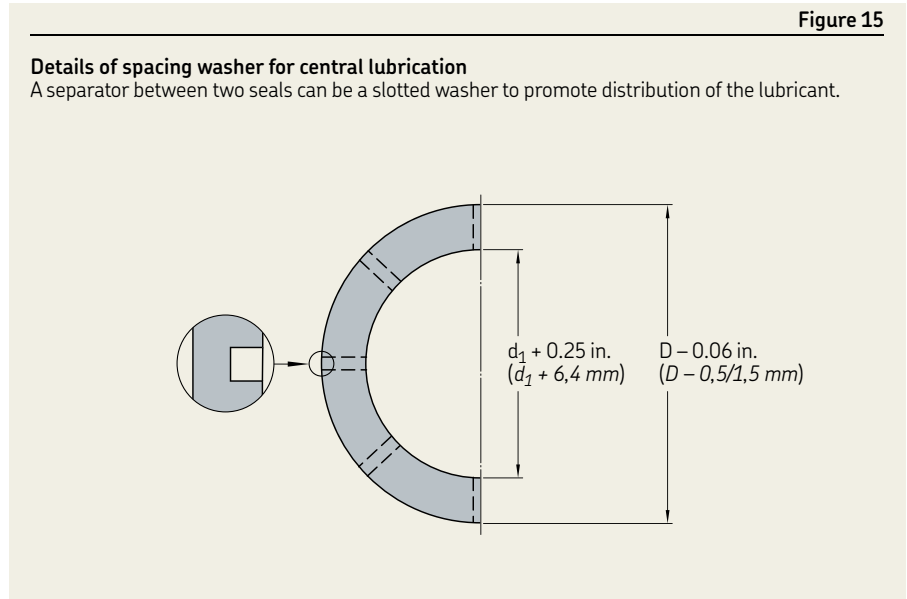 Figure 15
Details of spacing washer for central lubrication
A separator between two seals can be a slotted washer to promote distribution of the lubricant.
d₁ + 0.25 in.
(d₁ + 6,4 mm)
D – 0.06 in.
(D – 0,5/1,5 mm)